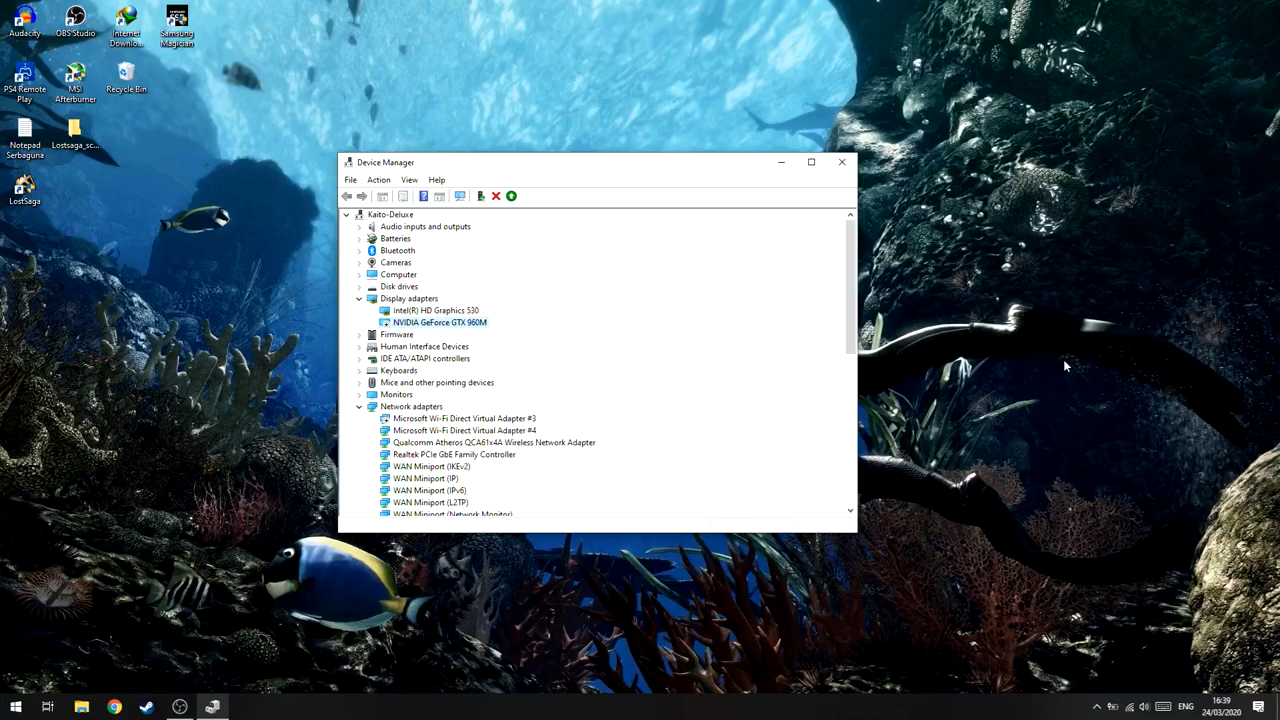 Audacity
OBS Studio
Internet
Downlo...
SAMSUNG
SSD
Samsung
Magician
PS4 Remote
Play
MSI
Afterburner
Recycle Bin
Notepad
Serbaguna
Lostsaga_sc...
LostSaga
Device Manager
File
Action
View
Help
Kaito-Deluxe
Audio inputs and outputs
Batteries
Bluetooth
Cameras
Computer
Disk drives
Display adapters
Intel(R) HD Graphics 530
NVIDIA GeForce GTX 960M
Firmware
Human Interface Devices
IDE ATA/ATAPI controllers
Keyboards
Mice and other pointing devices
Monitors
Network adapters
Microsoft Wi-Fi Direct Virtual Adapter #3
Microsoft Wi-Fi Direct Virtual Adapter #4
Qualcomm Atheros QCA61x4A Wireless Network Adapter
Realtek PCIe GbE Family Controller
WAN Miniport (IKEv2)
WAN Miniport (IP)
WAN Miniport (IPv6)
WAN Miniport (L2TP)
WAN Miniport (Network Monitor)
ENG
16:39
24/03/2020